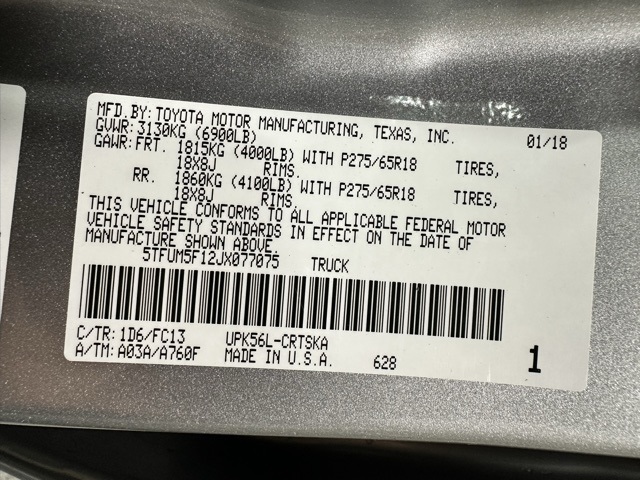 MFD. BY: TOYOTA MOTOR MANUFACTURING, TEXAS, INC. 01/18
GVWR: 3130KG (6900LB)
GAWR: FRT. 1815KG (4000LB) WITH P275/65R18 TIRES,
18X8J RIMS.
RR. 1860KG (4100LB) WITH P275/65R18 TIRES,
18X8J RIMS.
THIS VEHICLE CONFORMS TO ALL APPLICABLE FEDERAL MOTOR
VEHICLE SAFETY STANDARDS IN EFFECT ON THE DATE OF
MANUFACTURE SHOWN ABOVE.
5TFUM5F12JX077075 TRUCK
C/TR: 1D6/FC13 UPK56L-CRTSKA
A/TM: A03A/A760F MADE IN U.S.A. 628 1